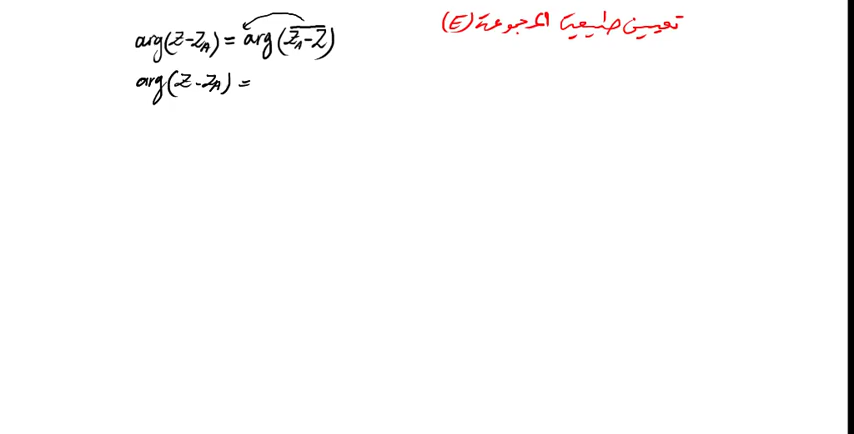 تعيين طبيعة المجموعة (E)
arg(z-z_A) = arg(\overline{z_A-z})
arg(z-z_A) =